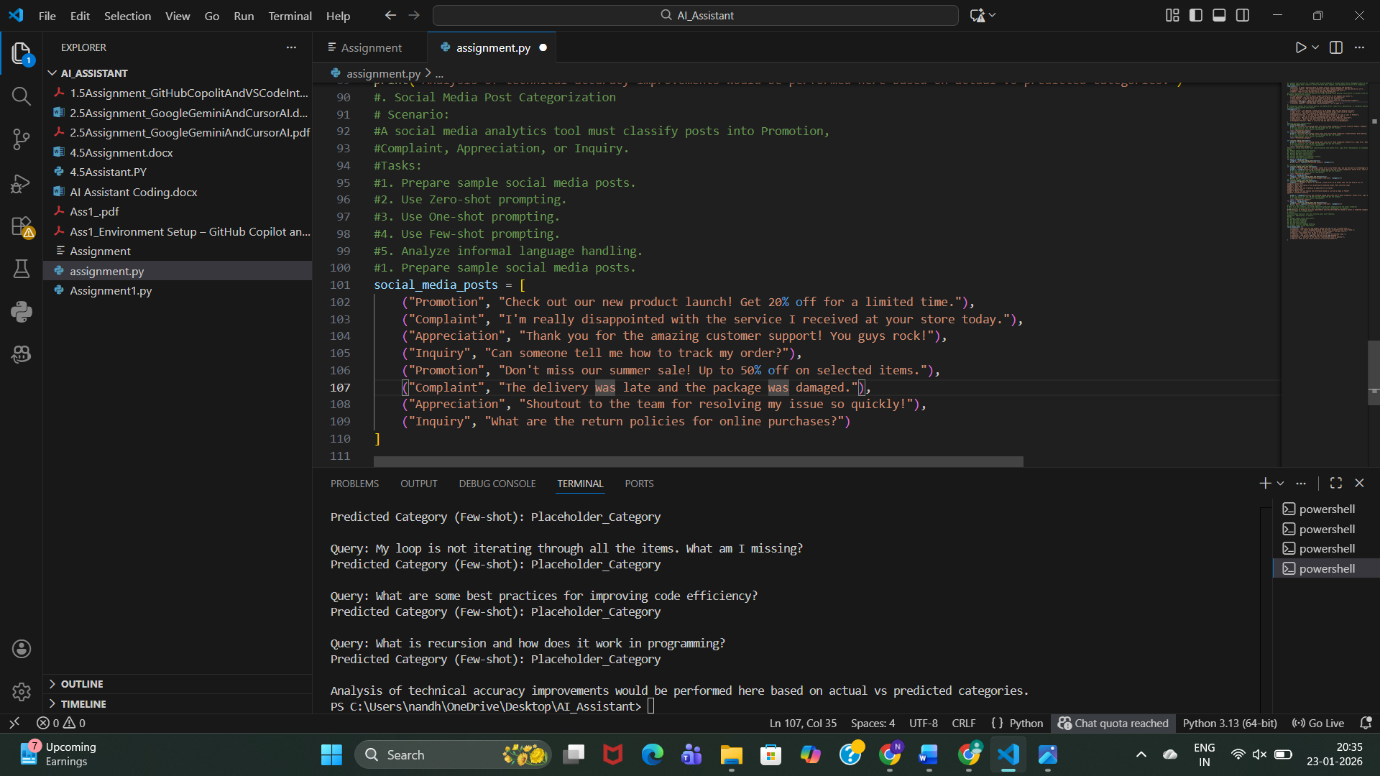 File Edit Selection View Go Run Terminal Help
AI_Assistant
EXPLORER
Assignment
assignment.py
AI_ASSISTANT
assignment.py > ...
1.5Assignment_GitHubCopolitAndVSCodeInt...
2.5Assignment_GoogleGeminiAndCursorAI.d...
2.5Assignment_GoogleGeminiAndCursorAI.pdf
4.5Assignment.docx
4.5Assistant.PY
AI Assistant Coding.docx
Ass1_.pdf
Ass1_Environment Setup – GitHub Copilot an...
Assignment
assignment.py
Assignment1.py
OUTLINE
TIMELINE
90 #. Social Media Post Categorization
91 # Scenario:
92 #A social media analytics tool must classify posts into Promotion,
93 #Complaint, Appreciation, or Inquiry.
94 #Tasks:
95 #1. Prepare sample social media posts.
96 #2. Use Zero-shot prompting.
97 #3. Use One-shot prompting.
98 #4. Use Few-shot prompting.
99 #5. Analyze informal language handling.
100 #1. Prepare sample social media posts.
101 social_media_posts = [
102 ("Promotion", "Check out our new product launch! Get 20% off for a limited time."),
103 ("Complaint", "I'm really disappointed with the service I received at your store today."),
104 ("Appreciation", "Thank you for the amazing customer support! You guys rock!"),
105 ("Inquiry", "Can someone tell me how to track my order?"),
106 ("Promotion", "Don't miss our summer sale! Up to 50% off on selected items."),
107 ("Complaint", "The delivery was late and the package was damaged."),
108 ("Appreciation", "Shoutout to the team for resolving my issue so quickly!"),
109 ("Inquiry", "What are the return policies for online purchases?")
110 ]
111
PROBLEMS OUTPUT DEBUG CONSOLE TERMINAL PORTS
Predicted Category (Few-shot): Placeholder_Category
Query: My loop is not iterating through all the items. What am I missing?
Predicted Category (Few-shot): Placeholder_Category
Query: What are some best practices for improving code efficiency?
Predicted Category (Few-shot): Placeholder_Category
Query: What is recursion and how does it work in programming?
Predicted Category (Few-shot): Placeholder_Category
Analysis of technical accuracy improvements would be performed here based on actual vs predicted categories.
PS C:\Users\nandh\OneDrive\Desktop\AI_Assistant>
powershell
powershell
powershell
powershell
0 0 Ln 107, Col 35 Spaces: 4 UTF-8 CRLF {} Python Chat quota reached Python 3.13 (64-bit) Go Live
7 Upcoming
Earnings
Search
ENG
IN
20:35
23-01-2026